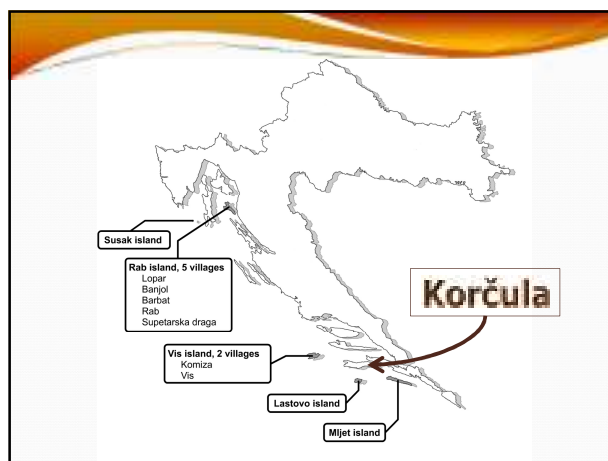 Susak island
Rab island, 5 villages
Lopar
Banjol
Barbat
Rab
Supetarska draga
Korčula
Vis island, 2 villages
Komiza
Vis
Lastovo island
Mljet island